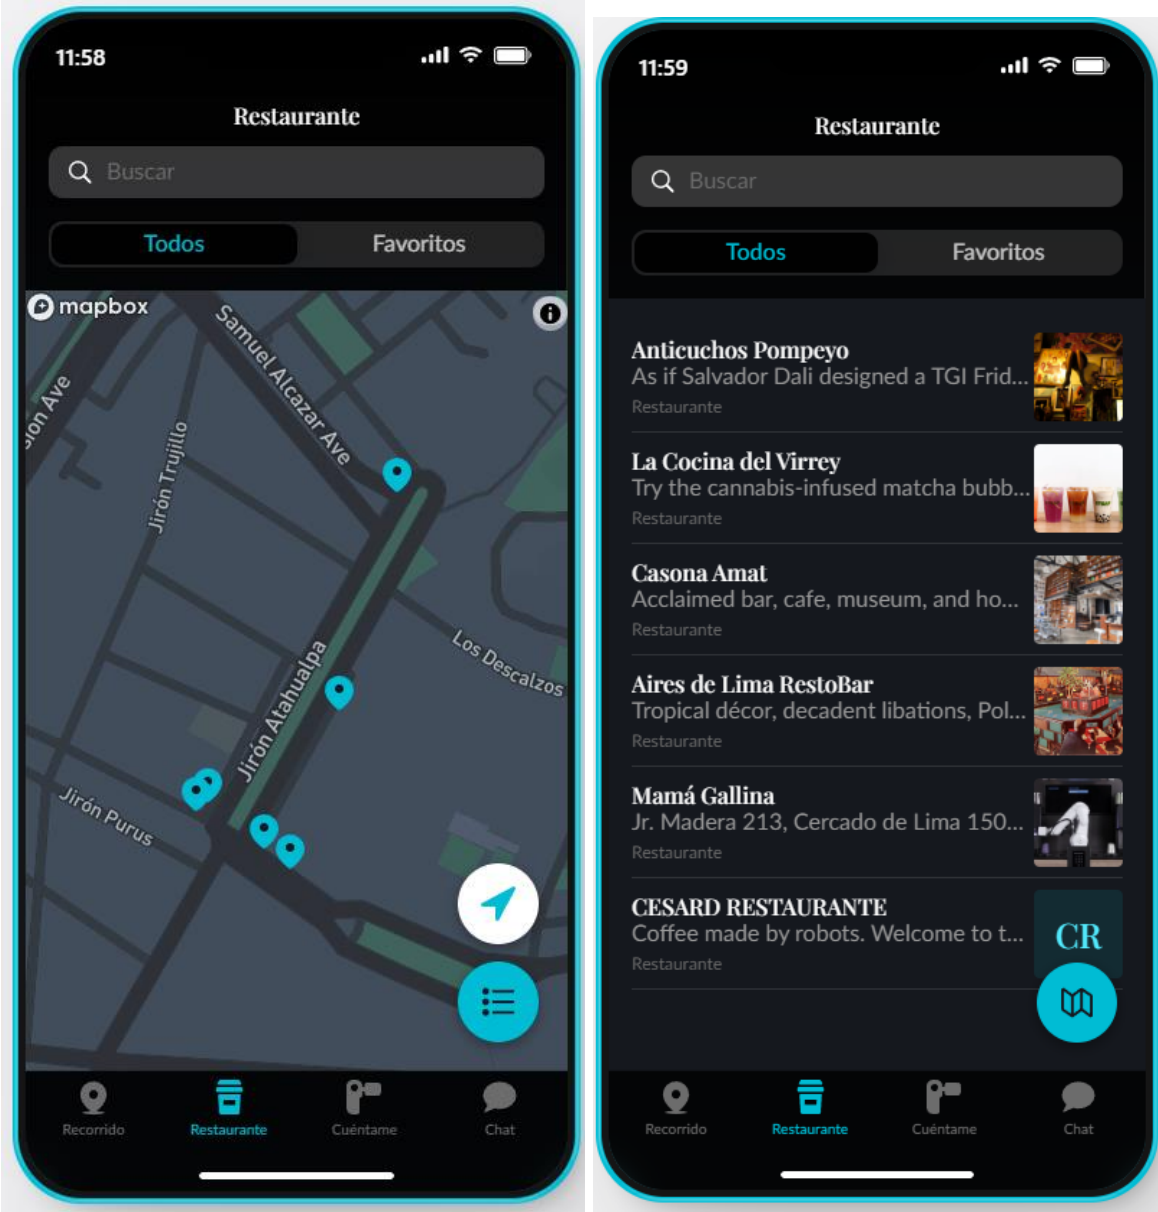 11:58
Restaurante
Buscar
Todos
Favoritos
mapbox
Samuel Alcazar Ave
sion Ave
Jirón Trujillo
Los Descalzos
Jirón Atahualpa
Jirón Purus
Recorrido
Restaurante
Cuéntame
Chat
11:59
Restaurante
Buscar
Todos
Favoritos
Anticuchos Pompeyo
As if Salvador Dali designed a TGI Frid...
Restaurante
La Cocina del Virrey
Try the cannabis-infused matcha bubb...
Restaurante
Casona Amat
Acclaimed bar, cafe, museum, and ho...
Restaurante
Aires de Lima RestoBar
Tropical décor, decadent libations, Pol...
Restaurante
Mamá Gallina
Jr. Madera 213, Cercado de Lima 150...
Restaurante
CESARD RESTAURANTE
Coffee made by robots. Welcome to t...
Restaurante
CR
Recorrido
Restaurante
Cuéntame
Chat